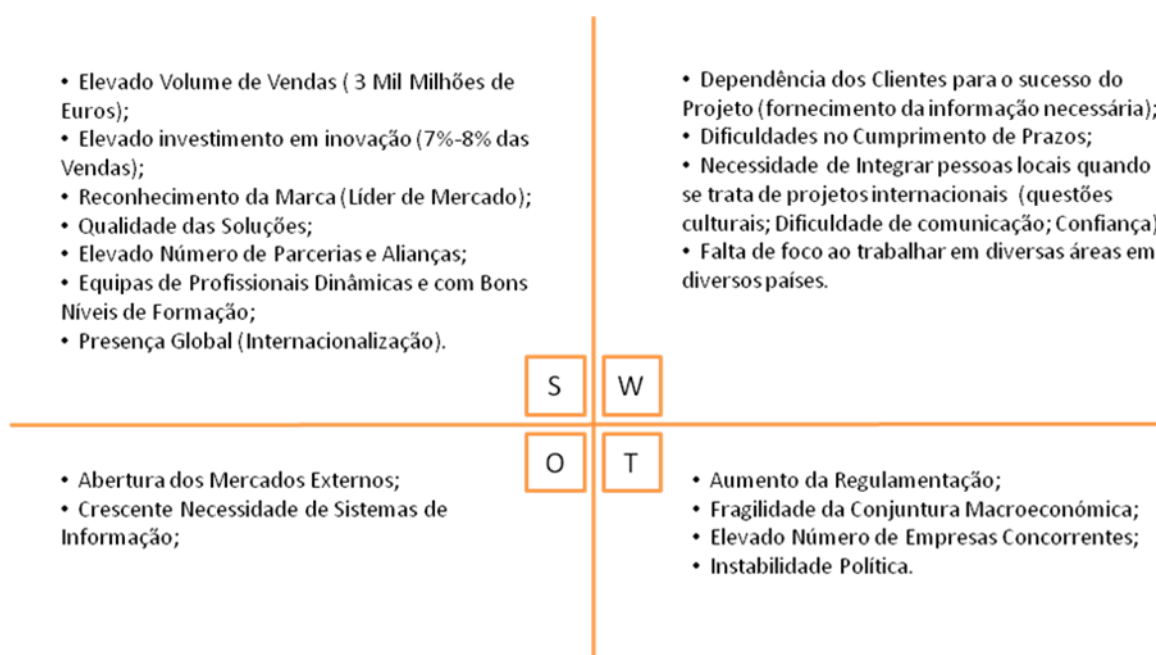 • Elevado Volume de Vendas ( 3 Mil Milhões de
Euros);
• Elevado investimento em inovação (7%-8% das
Vendas);
• Reconhecimento da Marca (Líder de Mercado);
• Qualidade das Soluções;
• Elevado Número de Parcerias e Alianças;
• Equipas de Profissionais Dinâmicas e com Bons
Níveis de Formação;
• Presença Global (Internacionalização).
• Dependência dos Clientes para o sucesso do
Projeto (fornecimento da informação necessária);
• Dificuldades no Cumprimento de Prazos;
• Necessidade de Integrar pessoas locais quando
se trata de projetos internacionais (questões
culturais; Dificuldade de comunicação; Confiança)
• Falta de foco ao trabalhar em diversas áreas em
diversos países.
S
W
O
T
• Abertura dos Mercados Externos;
• Crescente Necessidade de Sistemas de
Informação;
• Aumento da Regulamentação;
• Fragilidade da Conjuntura Macroeconómica;
• Elevado Número de Empresas Concorrentes;
• Instabilidade Política.